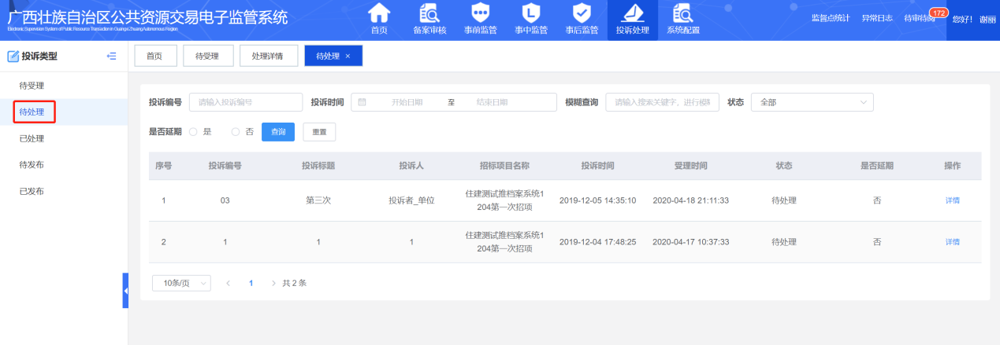 广西壮族自治区公共资源交易电子监管系统
Electronic Supervision System of Public Resource Transaction in Guangxi Zhuang Autonomous Region
首页 备案审核 事前监管 事中监管 事后监管 投诉处理 系统配置
监督点统计 异常日志 待审待阅 172 您好! 谢丽
投诉类型
首页 待受理 处理详情 待处理 ×
待受理
待处理
已处理
待发布
已发布
投诉编号 请输入投诉编号 投诉时间 开始日期 至 结束日期 模糊查询 请输入搜索关键字，进行模糊 状态 全部
是否延期 是 否 查询 重置
序号 投诉编号 投诉标题 投诉人 招标项目名称 投诉时间 受理时间 状态 是否延期 操作
1 03 第三次 投诉者_单位 住建测试推档案系统1 2019-12-05 14:35:10 2020-04-18 21:11:33 待处理 否 详情
204第一次招项
2 1 1 1 住建测试推档案系统1 2019-12-04 17:48:25 2020-04-17 10:37:33 待处理 否 详情
204第一次招项
10条/页 1 共 2 条